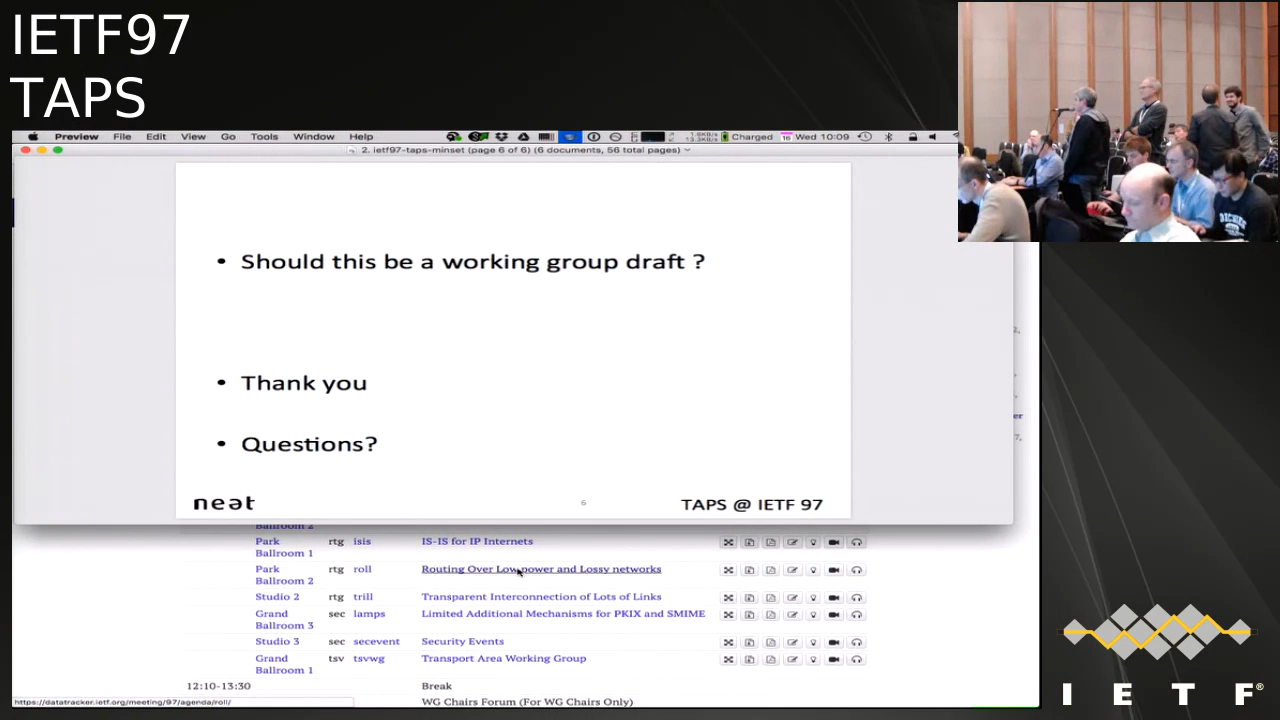 IETF97
TAPS
Preview File Edit View Go Tools Window Help
Charged 16 Wed 10:09
2. ietf97-taps-minset (page 6 of 6) (6 documents, 56 total pages)
• Should this be a working group draft ?
• Thank you
• Questions?
neat 6 TAPS @ IETF 97
Ballroom 2
Park Ballroom 1 rtg isis IS-IS for IP Internets
Park Ballroom 2 rtg roll Routing Over Low power and Lossy networks
Studio 2 rtg trill Transparent Interconnection of Lots of Links
Grand Ballroom 3 sec lamps Limited Additional Mechanisms for PKIX and SMIME
Studio 3 sec secevent Security Events
Grand Ballroom 1 tsv tsvwg Transport Area Working Group
12:10-13:30 Break
WG Chairs Forum (For WG Chairs Only)
https://datatracker.ietf.org/meeting/97/agenda/roll/
I E T F®